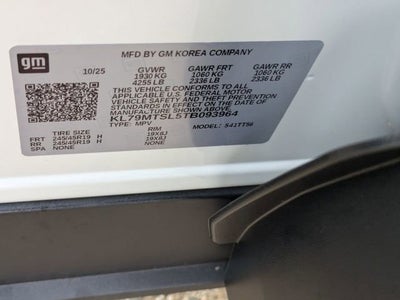 gm
MFD BY GM KOREA COMPANY
10/25 GVWR GAWR FRT GAWR RR
1930 KG 1060 KG 1060 KG
4255 LB 2336 LB 2336 LB
THIS VEHICLE CONFORMS TO ALL
APPLICABLE U.S. FEDERAL MOTOR VEHICLE
SAFETY, BUMPER, AND THEFT PREVENTION
STANDARDS IN EFFECT ON THE DATE OF
MANUFACTURE SHOWN ABOVE.
KL79MTSL5TB093964
TYPE: MPV MODEL: S41TTS6
TIRE SIZE RIM
FRT 245/45R19 H 19X8J
RR 245/45R19 H 19X8J
SPA NONE NONE